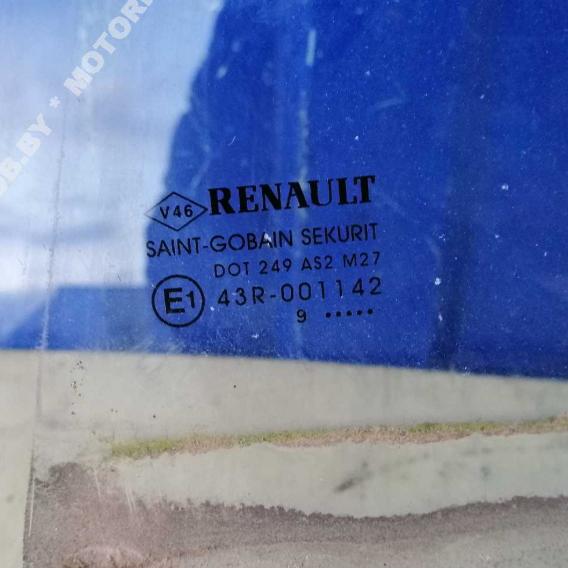 V46 RENAULT
SAINT-GOBAIN SEKURIT
DOT 249 AS2 M27
E1 43R-001142
9 •••••